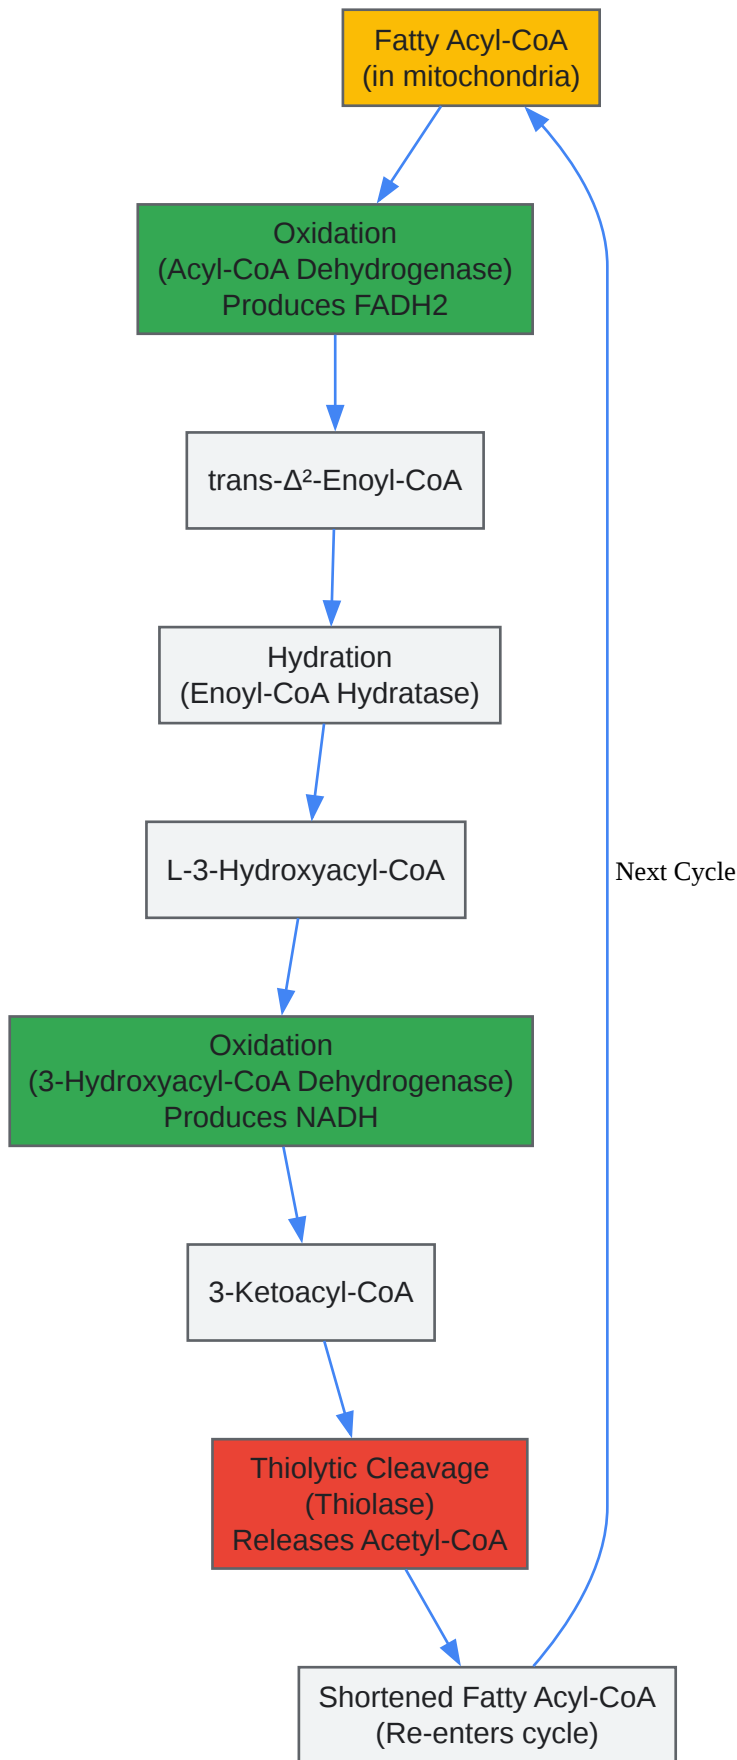 Fatty Acyl-CoA
(in mitochondria)
Oxidation
(Acyl-CoA Dehydrogenase)
Produces FADH2
trans-Δ²-Enoyl-CoA
Hydration
(Enoyl-CoA Hydratase)
L-3-Hydroxyacyl-CoA
Next Cycle
Oxidation
(3-Hydroxyacyl-CoA Dehydrogenase)
Produces NADH
3-Ketoacyl-CoA
Thiolytic Cleavage
(Thiolase)
Releases Acetyl-CoA
Shortened Fatty Acyl-CoA
(Re-enters cycle)